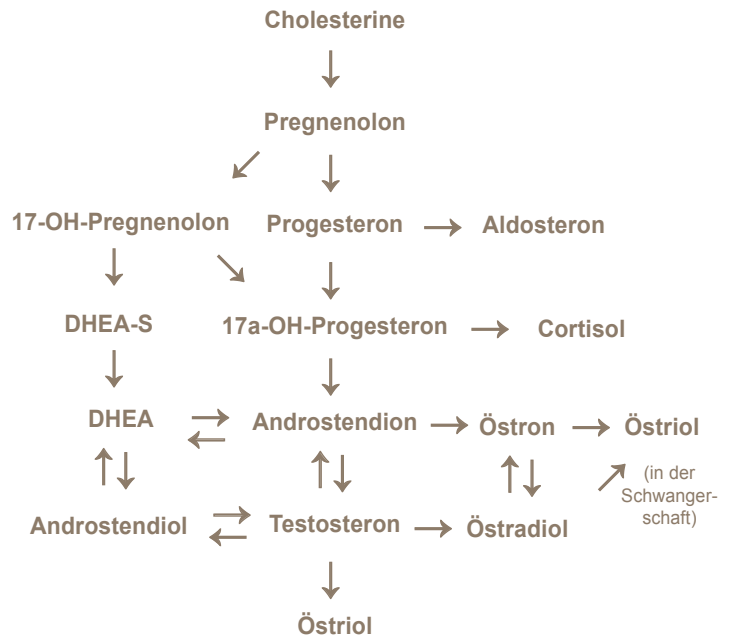 Cholesterine
Pregnenolon
17-OH-Pregnenolon Progesteron Aldosteron
DHEA-S 17a-OH-Progesteron Cortisol
DHEA Androstendion Östron Östriol
(in der
Schwanger-
schaft)
Androstendiol Testosteron Östradiol
Östriol